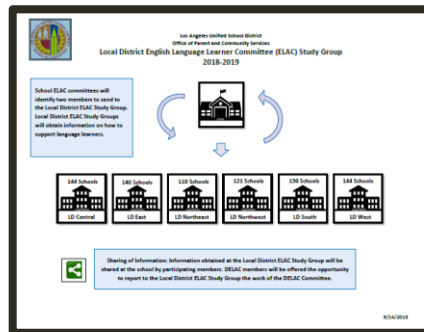 Los Angeles Unified School District
Office of Parent and Community Services
Local District English Language Learner Committee (ELAC) Study Group
2018-2019
School ELAC committees will
identify two members to send to
the Local District ELAC Study Group.
Local District ELAC Study Groups
will obtain information on how to
support language learners.
144 Schools
140 Schools
110 Schools
121 Schools
130 Schools
144 Schools
LD Central
LD East
LD Northeast
LD Northwest
LD South
LD West
Sharing of Information: Information obtained at the Local District ELAC Study Group will be
shared at the school by participating members. DELAC members will be offered the opportunity
to report to the Local District ELAC Study Group the work of the DELAC Committee.
9/14/2018